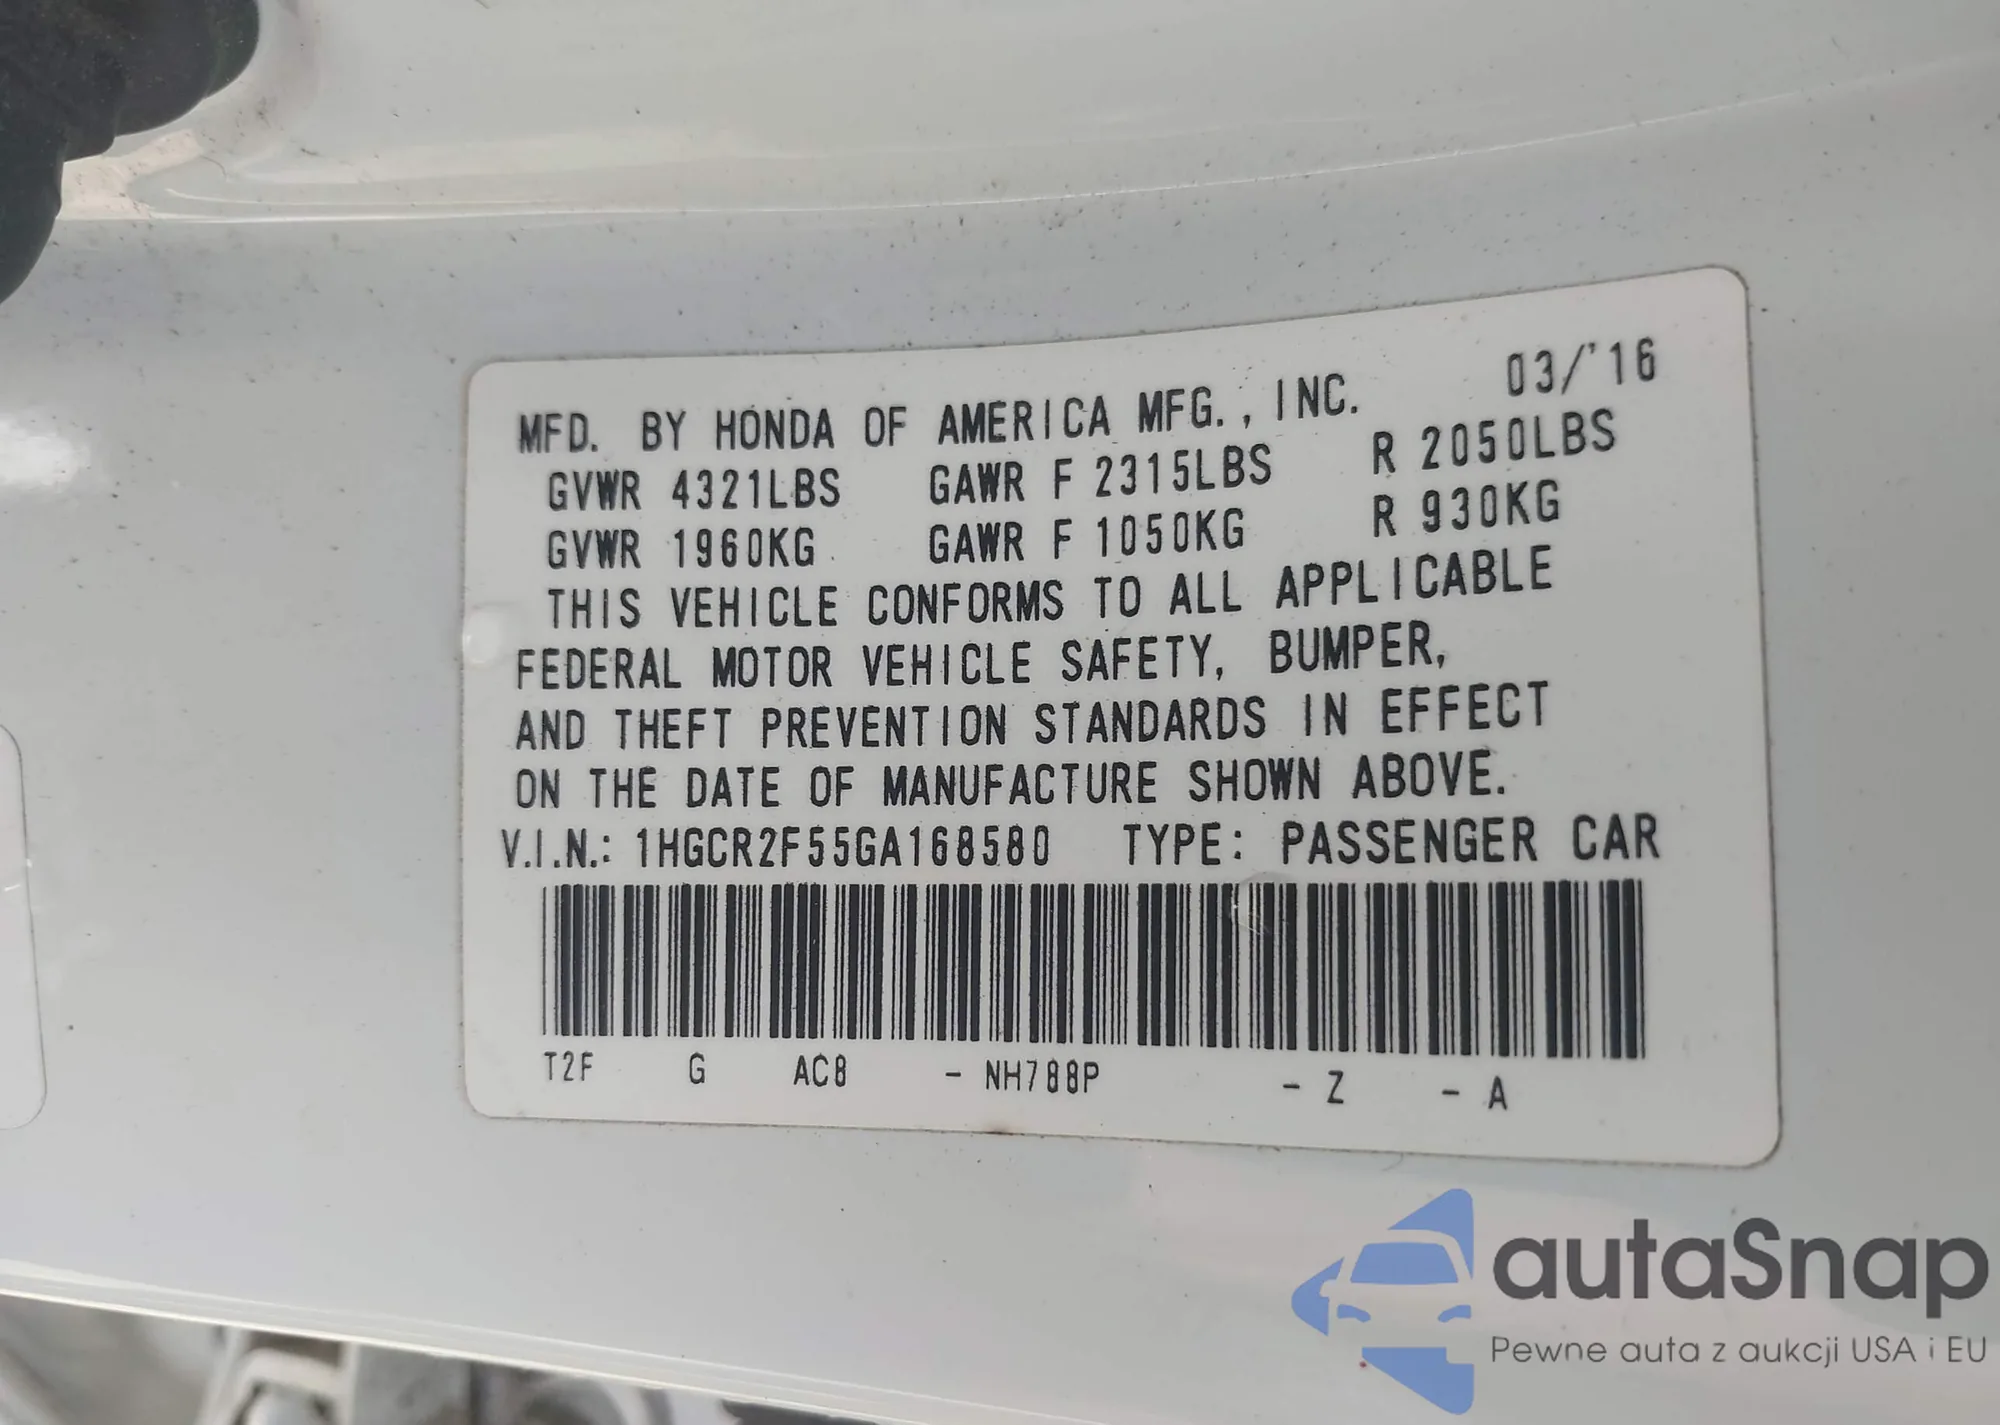 MFD. BY HONDA OF AMERICA MFG., INC. 03/'16
GVWR 4321LBS GAWR F 2315LBS R 2050LBS
GVWR 1960KG GAWR F 1050KG R 930KG
THIS VEHICLE CONFORMS TO ALL APPLICABLE
FEDERAL MOTOR VEHICLE SAFETY, BUMPER,
AND THEFT PREVENTION STANDARDS IN EFFECT
ON THE DATE OF MANUFACTURE SHOWN ABOVE.
V.I.N.: 1HGCR2F55GA168580 TYPE: PASSENGER CAR
T2F G AC8 - NH788P - Z - A
autaSnap
Pewne auta z aukcji USA i EU